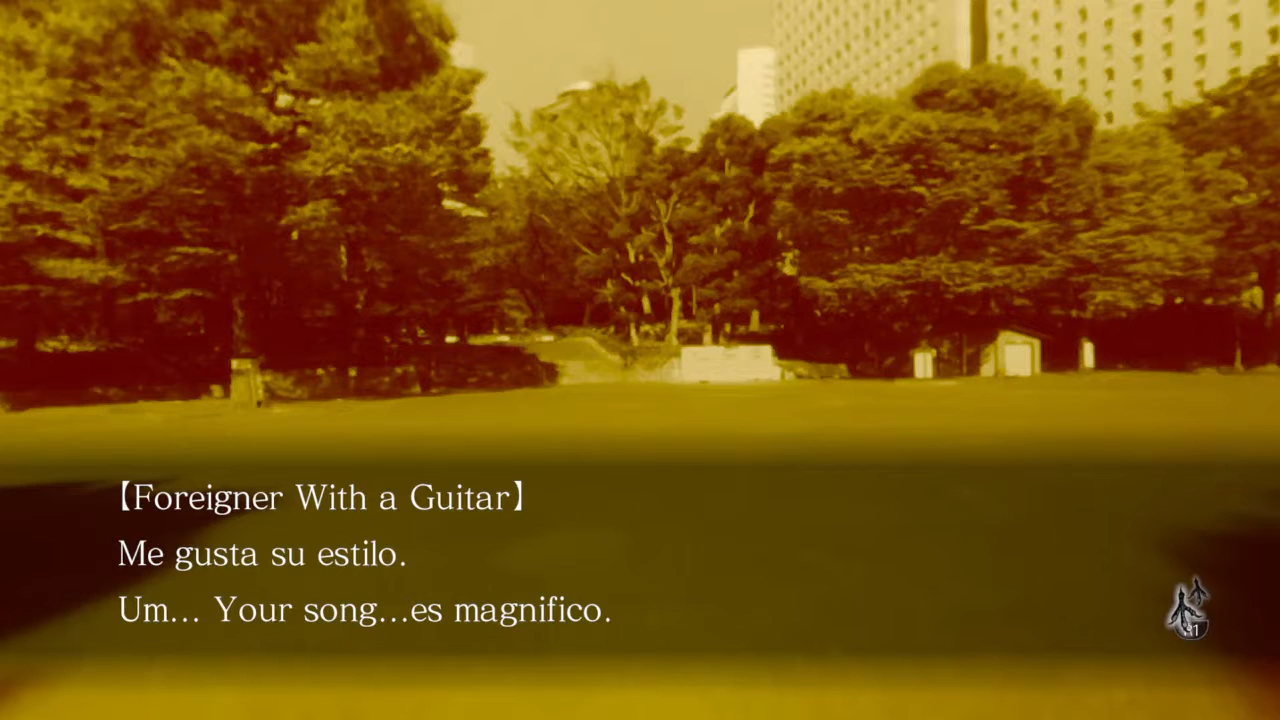 【Foreigner With a Guitar】
Me gusta su estilo.
Um... Your song...es magnifico.